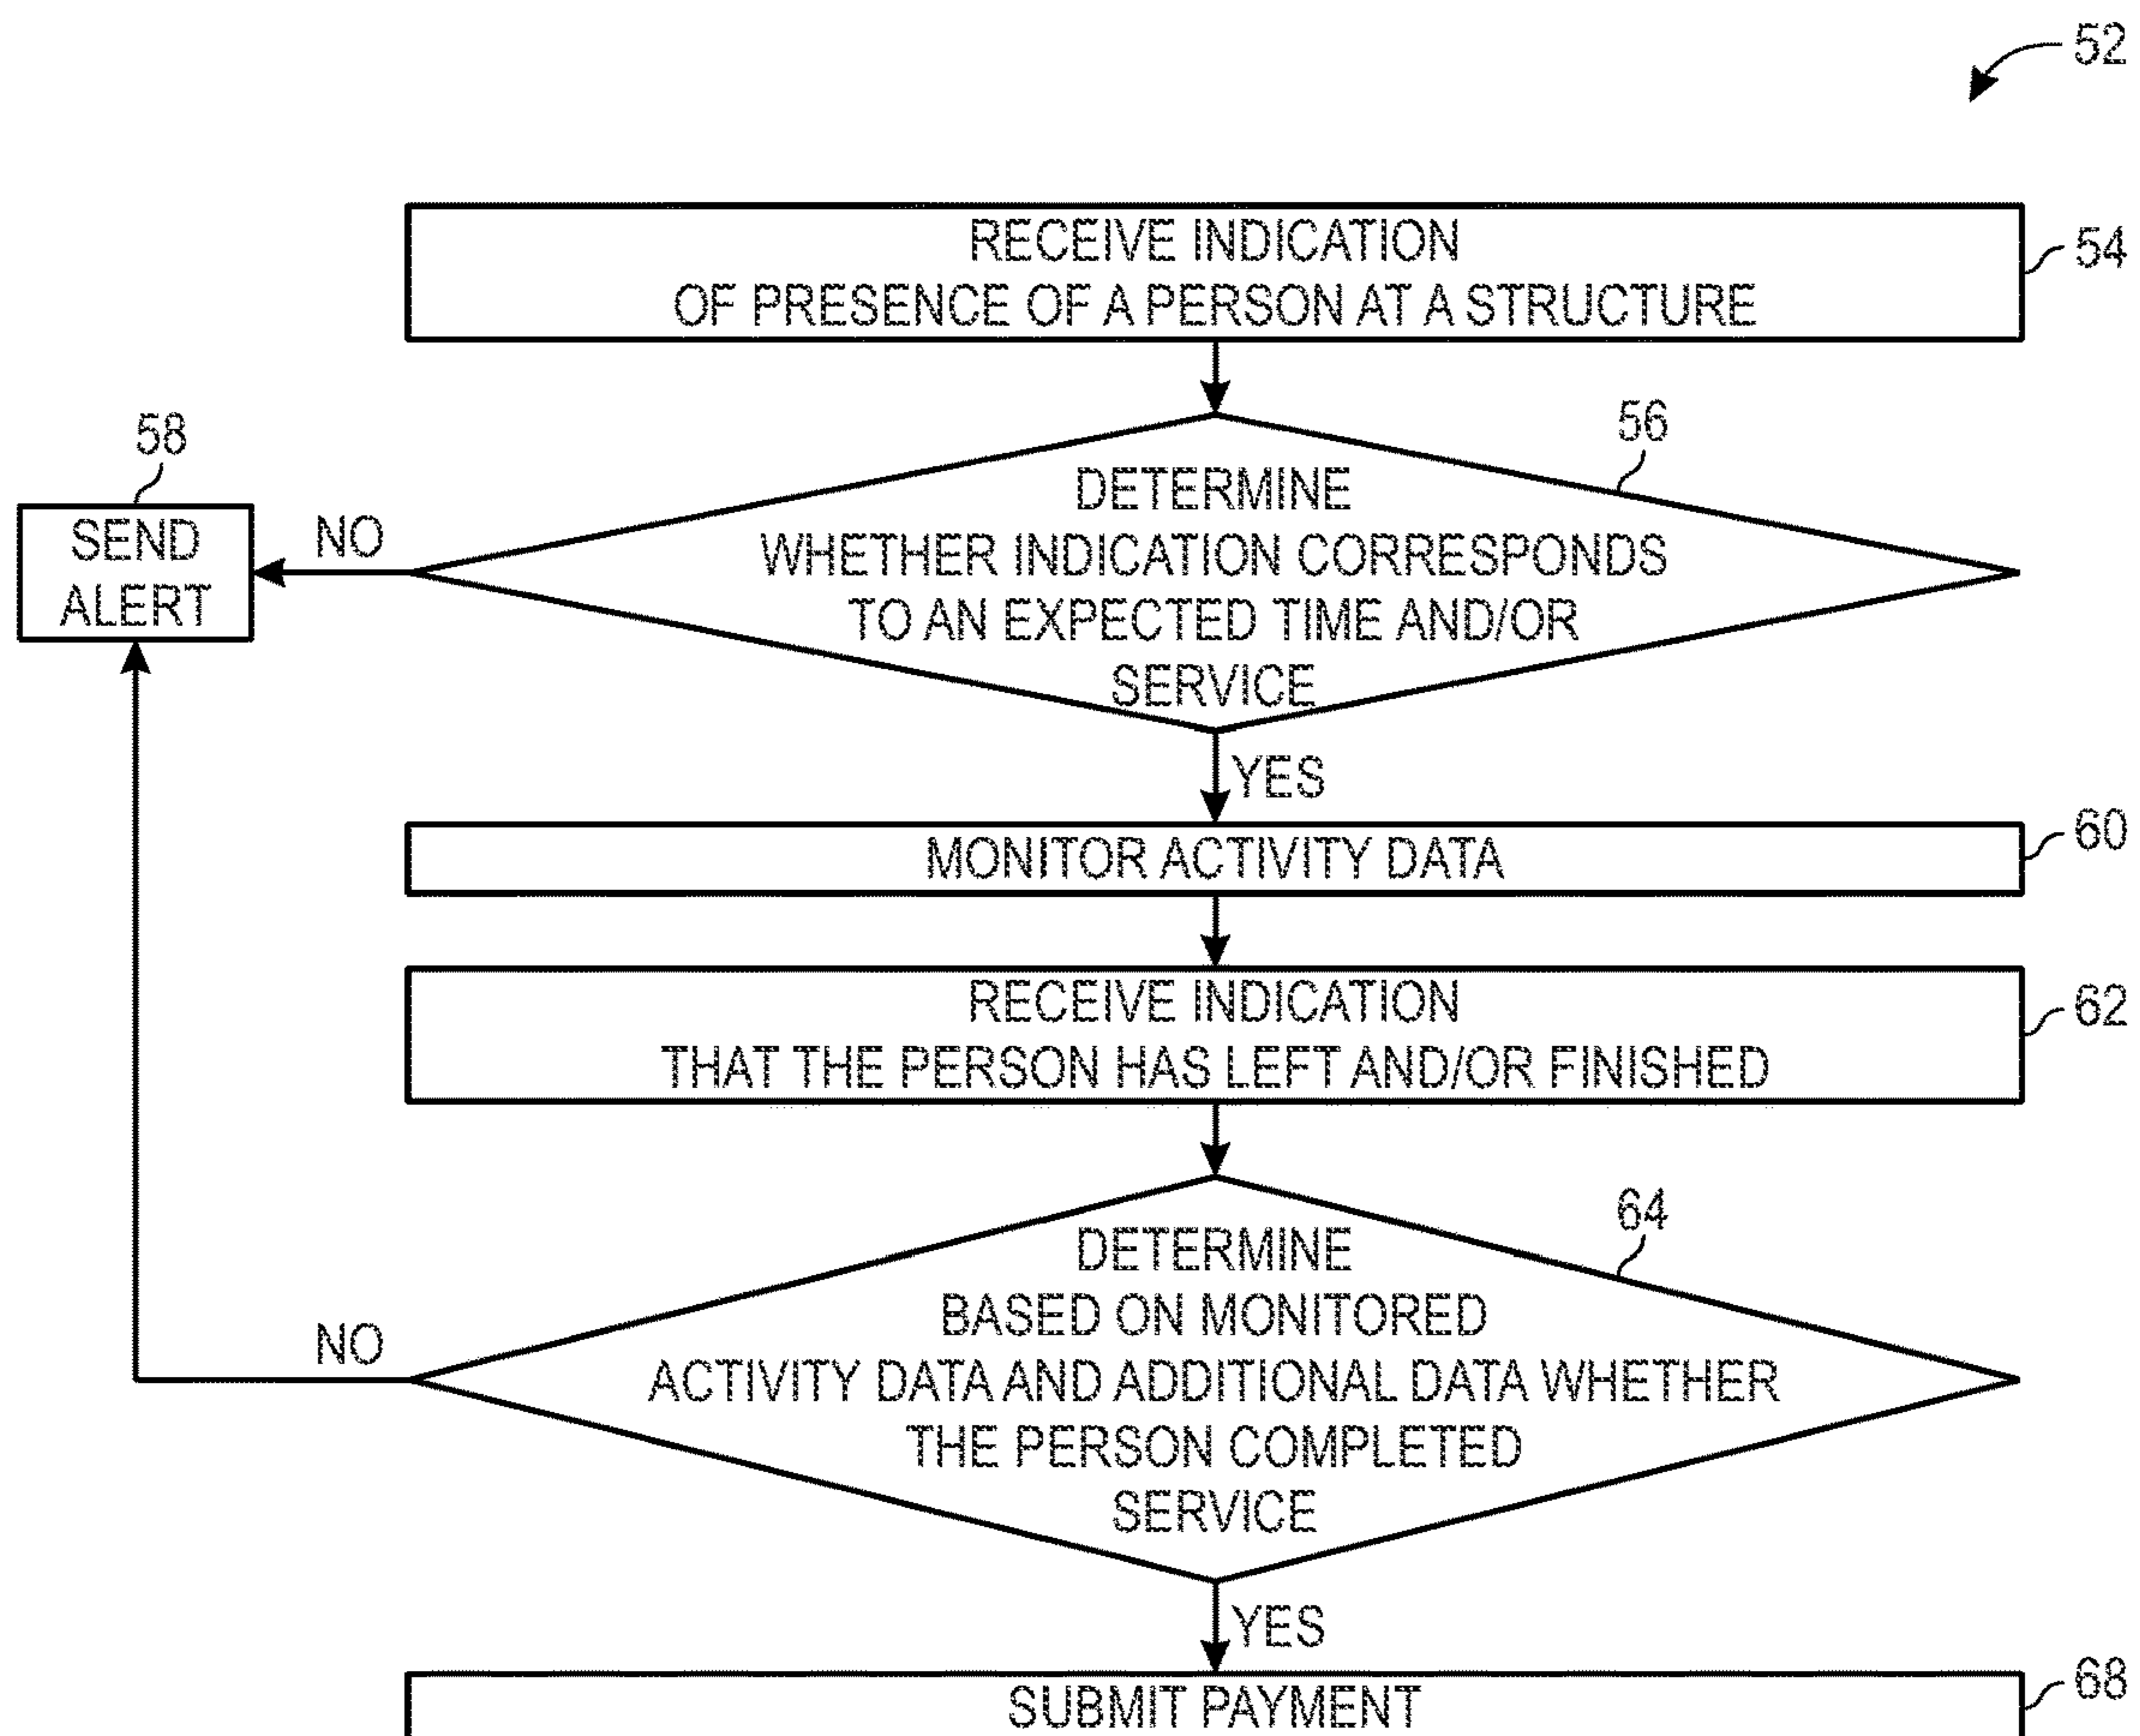 52
RECEIVE INDICATION
OF PRESENCE OF A PERSON AT A STRUCTURE
54
58
SEND
ALERT
NO
56
DETERMINE
WHETHER INDICATION CORRESPONDS
TO AN EXPECTED TIME AND/OR
SERVICE
YES
MONITOR ACTIVITY DATA
60
RECEIVE INDICATION
THAT THE PERSON HAS LEFT AND/OR FINISHED
62
64
DETERMINE
BASED ON MONITORED
ACTIVITY DATA AND ADDITIONAL DATA WHETHER
THE PERSON COMPLETED
SERVICE
NO
YES
SUBMIT PAYMENT
68